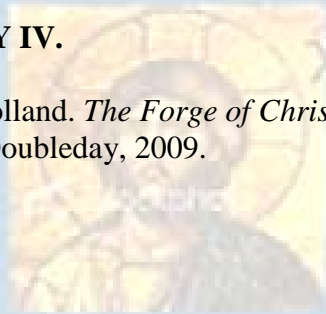 Y IV.
olland. The Forge of Chris
oubleday, 2009.